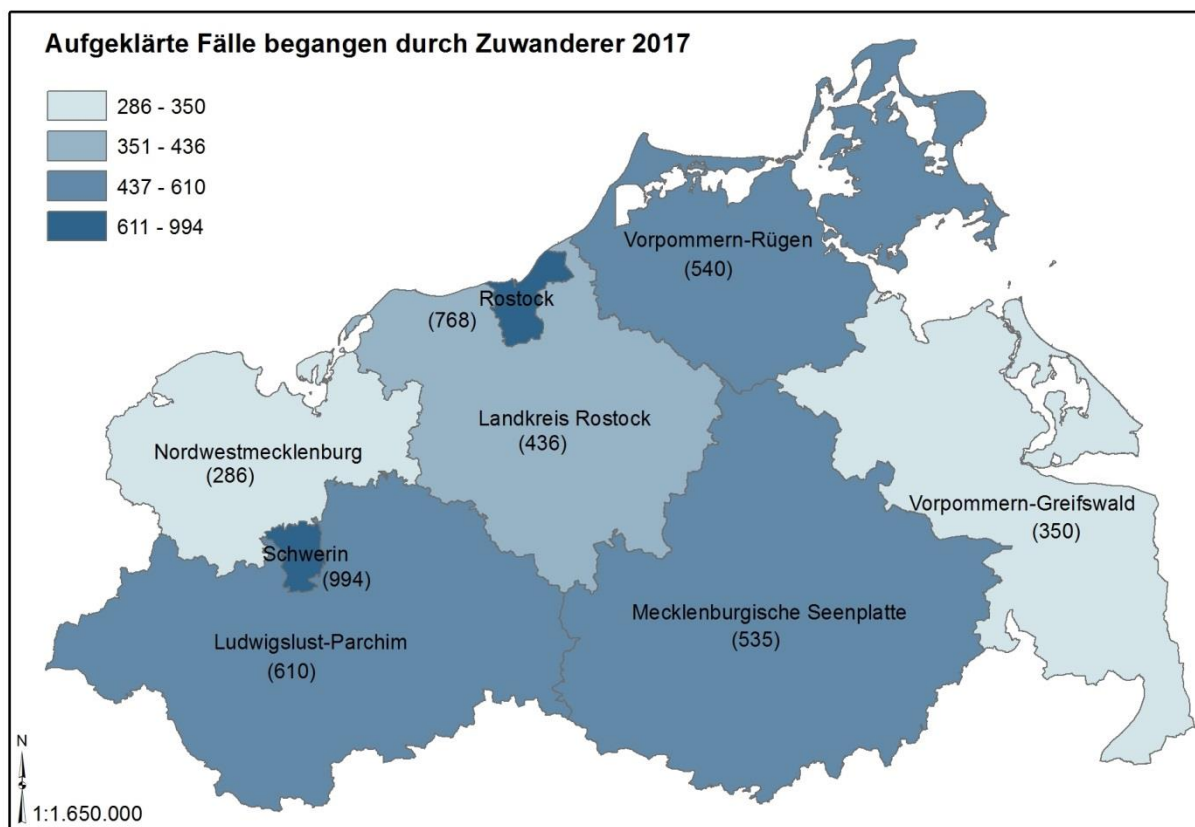 Aufgeklärte Fälle begangen durch Zuwanderer 2017
286 - 350
351 - 436
437 - 610
611 - 994
Vorpommern-Rügen
(540)
Rostock
(768)
Landkreis Rostock
(436)
Nordwestmecklenburg
(286)
Vorpommern-Greifswald
(350)
Schwerin
(994)
Mecklenburgische Seenplatte
(535)
Ludwigslust-Parchim
(610)
N
1:1.650.000